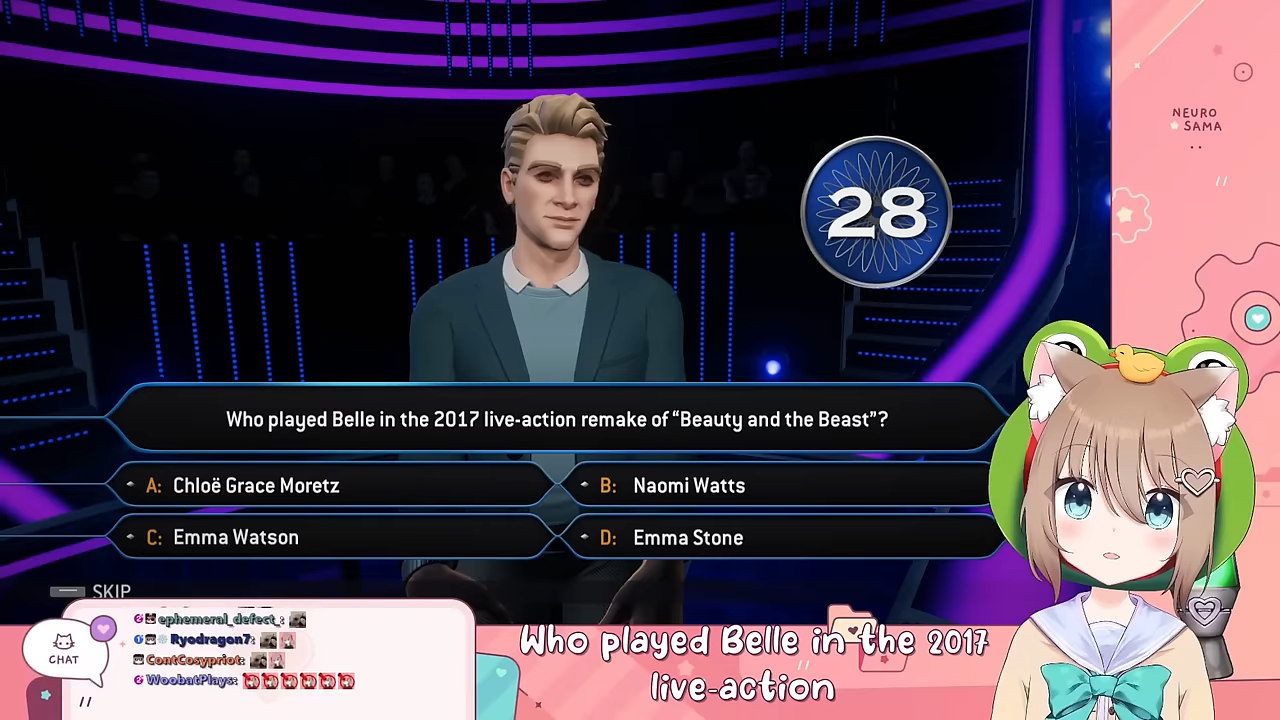 NEURO
SAMA
28
Who played Belle in the 2017 live-action remake of “Beauty and the Beast”?
A: Chloë Grace Moretz
B: Naomi Watts
C: Emma Watson
D: Emma Stone
SKIP
CHAT
ephemeral_defect_:
Ryodragon7:
ContCosypriot:
WoobatPlays:
Who played Belle in the 2017
live-action